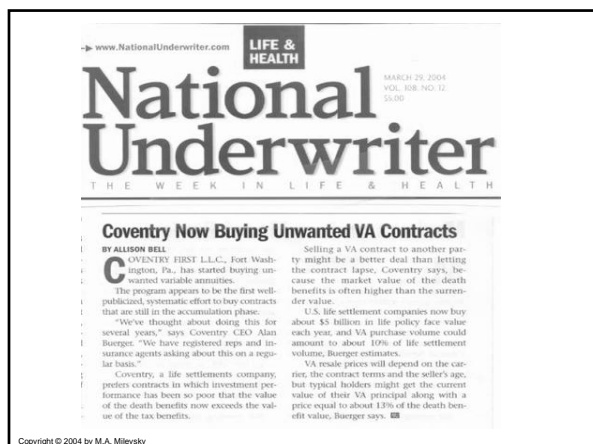 www.NationalUnderwriter.com
LIFE &
HEALTH
National
Underwriter
MARCH 29, 2004
VOL. 108, NO. 12
$5.00
THE WEEK IN LIFE & HEALTH
Coventry Now Buying Unwanted VA Contracts
BY ALLISON BELL
COVENTRY FIRST L.L.C., Fort Wash-
ington, Pa., has started buying un-
wanted variable annuities.
The program appears to be the first well-
publicized, systematic effort to buy contracts
that are still in the accumulation phase.
"We've thought about doing this for
several years," says Coventry CEO Alan
Buerger. "We have registered reps and in-
surance agents asking about this on a regu-
lar basis."
Coventry, a life settlements company,
prefers contracts in which investment per-
formance has been so poor that the value
of the death benefits now exceeds the val-
ue of the tax benefits.
Selling a VA contract to another par-
ty might be a better deal than letting
the contract lapse, Coventry says, be-
cause the market value of the death
benefits is often higher than the surren-
der value.
U.S. life settlement companies now buy
about $5 billion in life policy face value
each year, and VA purchase volume could
amount to about 10% of life settlement
volume, Buerger estimates.
VA resale prices will depend on the car-
rier, the contract terms and the seller's age,
but typical holders might get the current
value of their VA principal along with a
price equal to about 13% of the death ben-
efit value, Buerger says.
Copyright © 2004 by M.A. Milevsky